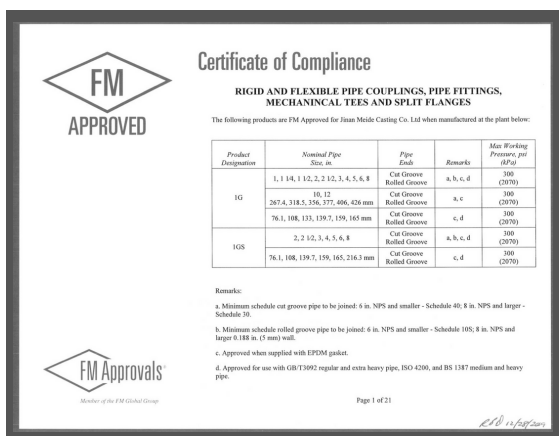 FM
APPROVED
Certificate of Compliance
RIGID AND FLEXIBLE PIPE COUPLINGS, PIPE FITTINGS,
MECHANINCAL TEES AND SPLIT FLANGES
The following products are FM Approved for Jinan Meide Casting Co. Ltd when manufactured at the plant below:
Product Designation Nominal Pipe Size, in. Pipe Ends Remarks Max Working Pressure, psi (kPa)
1G 1, 1 1/4, 1 1/2, 2, 2 1/2, 3, 4, 5, 6, 8 Cut Groove Rolled Groove a, b, c, d 300 (2070)
10, 12 267.4, 318.5, 356, 377, 406, 426 mm Cut Groove Rolled Groove a, c 300 (2070)
76.1, 108, 133, 139.7, 159, 165 mm Cut Groove Rolled Groove c, d 300 (2070)
1GS 2, 2 1/2, 3, 4, 5, 6, 8 Cut Groove Rolled Groove a, b, c, d 300 (2070)
76.1, 108, 139.7, 159, 165, 216.3 mm Cut Groove Rolled Groove c, d 300 (2070)
Remarks:
a. Minimum schedule cut groove pipe to be joined: 6 in. NPS and smaller - Schedule 40; 8 in. NPS and larger -
Schedule 30.
b. Minimum schedule rolled groove pipe to be joined: 6 in. NPS and smaller - Schedule 10S; 8 in. NPS and
larger 0.188 in. (5 mm) wall.
c. Approved when supplied with EPDM gasket.
d. Approved for use with GB/T3092 regular and extra heavy pipe, ISO 4200, and BS 1387 medium and heavy
pipe.
FM Approvals
Member of the FM Global Group
Page 1 of 21
12/28/2009